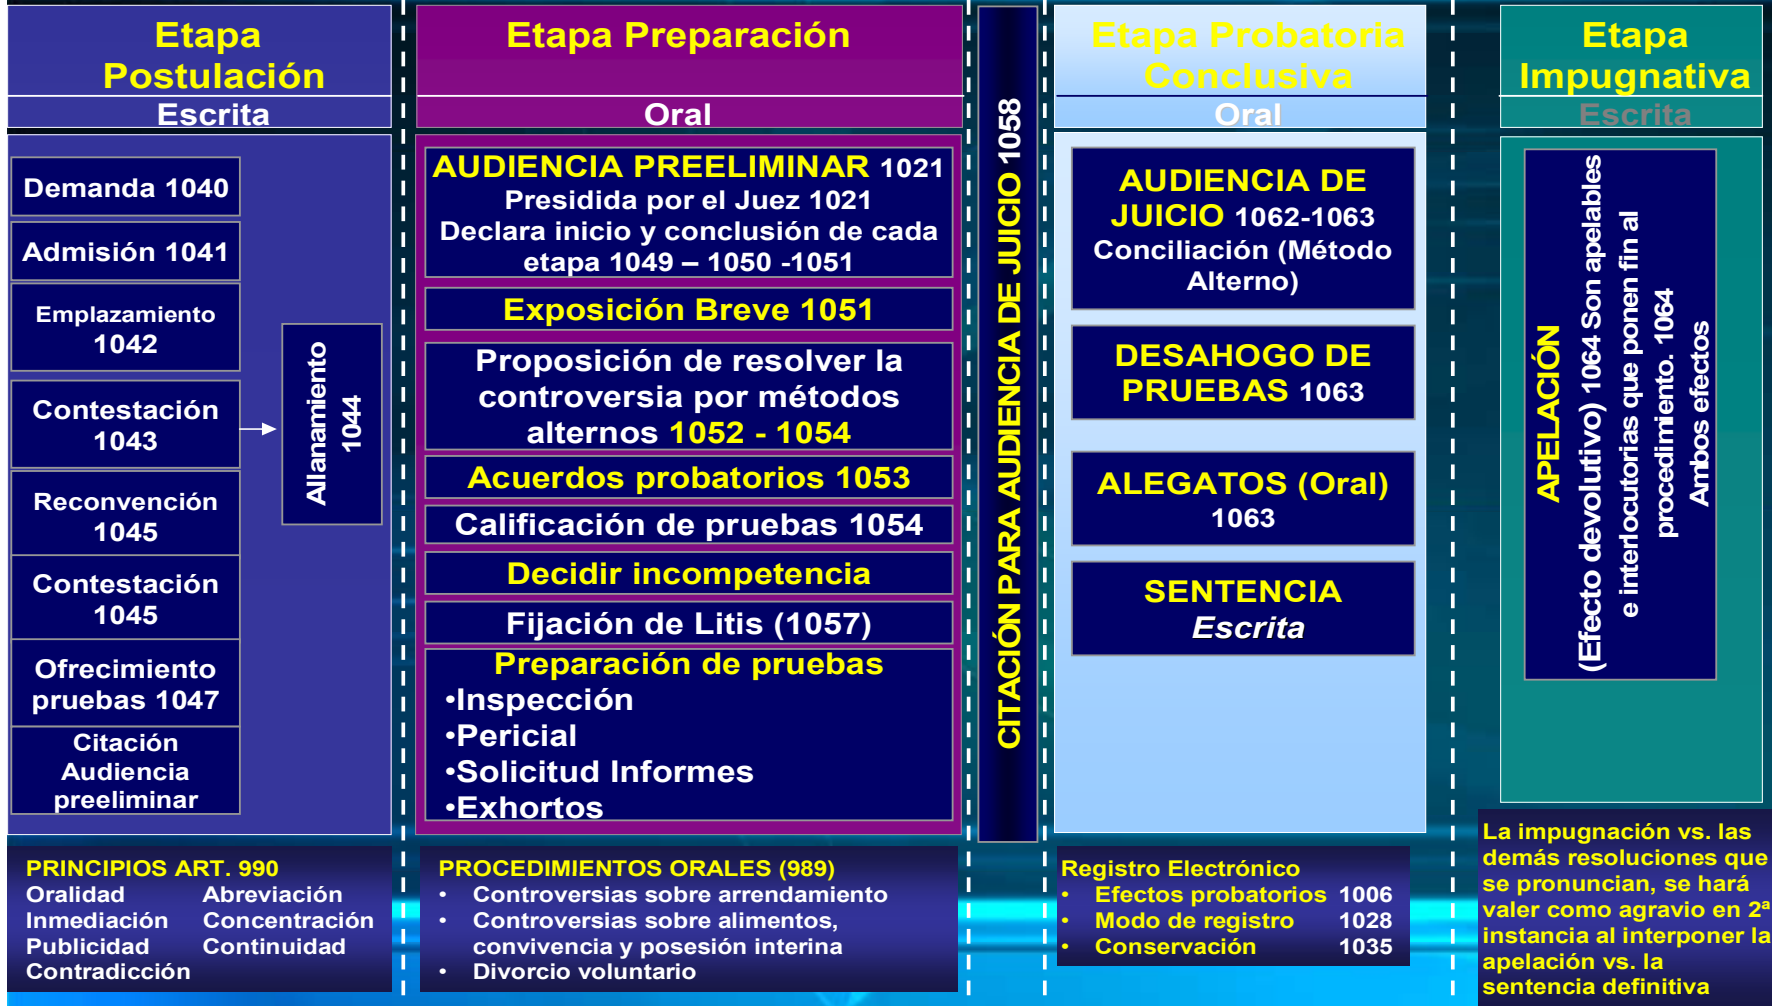 Etapa
Postulación
Escrita
Demanda 1040
Admisión 1041
Emplazamiento
1042
Contestación
1043
Reconvención
1045
Contestación
1045
Ofrecimiento
pruebas 1047
Citación
Audiencia
preeliminar
Allanamiento
1044
PRINCIPIOS ART. 990
Oralidad Abreviación
Inmediación Concentración
Publicidad Continuidad
Contradicción
Etapa Preparación
Oral
AUDIENCIA PREELIMINAR 1021
Presidida por el Juez 1021
Declara inicio y conclusión de cada
etapa 1049 – 1050 -1051
Exposición Breve 1051
Proposición de resolver la
controversia por métodos
alternos 1052 - 1054
Acuerdos probatorios 1053
Calificación de pruebas 1054
Decidir incompetencia
Fijación de Litis (1057)
Preparación de pruebas
•Inspección
•Pericial
•Solicitud Informes
•Exhortos
PROCEDIMIENTOS ORALES (989)
• Controversias sobre arrendamiento
• Controversias sobre alimentos,
convivencia y posesión interina
• Divorcio voluntario
CITACIÓN PARA AUDIENCIA DE JUICIO 1058
Etapa Probatoria
Conclusiva
Oral
AUDIENCIA DE
JUICIO 1062-1063
Conciliación (Método
Alterno)
DESAHOGO DE
PRUEBAS 1063
ALEGATOS (Oral)
1063
SENTENCIA
Escrita
Registro Electrónico
• Efectos probatorios 1006
• Modo de registro 1028
• Conservación 1035
Etapa
Impugnativa
Escrita
APELACIÓN
(Efecto devolutivo) 1064 Son apelables
e interlocutorias que ponen fin al
procedimiento. 1064
Ambos efectos
La impugnación vs. las
demás resoluciones que
se pronuncian, se hará
valer como agravio en 2ª
instancia al interponer la
apelación vs. la
sentencia definitiva